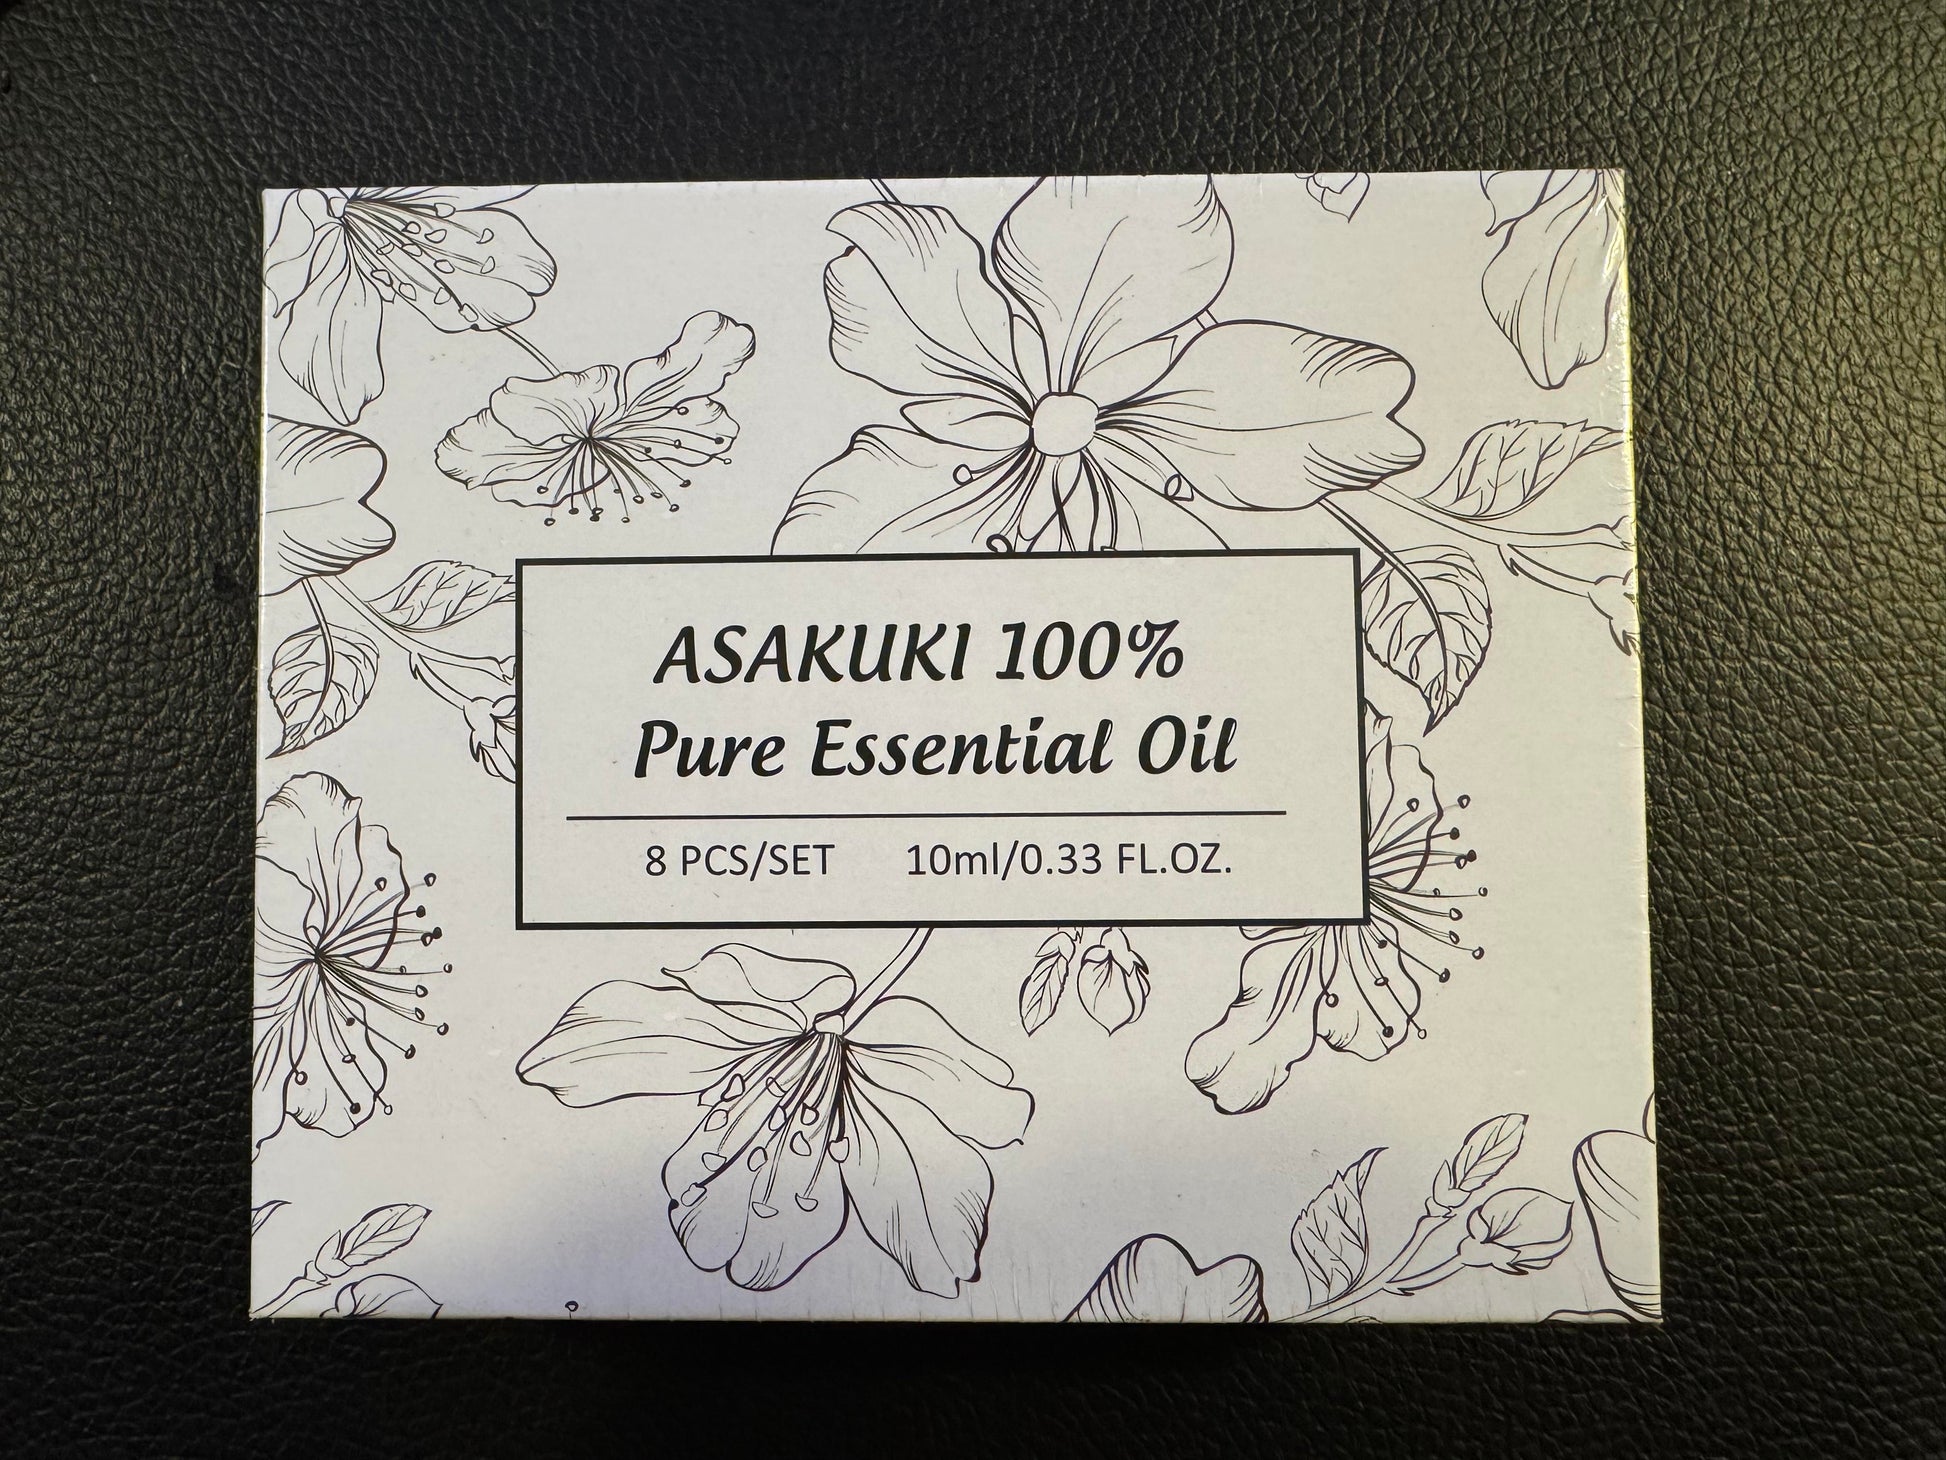 ASAKUKI 100%
Pure Essential Oil
8 PCS/SET 10ml/0.33 FL.OZ.